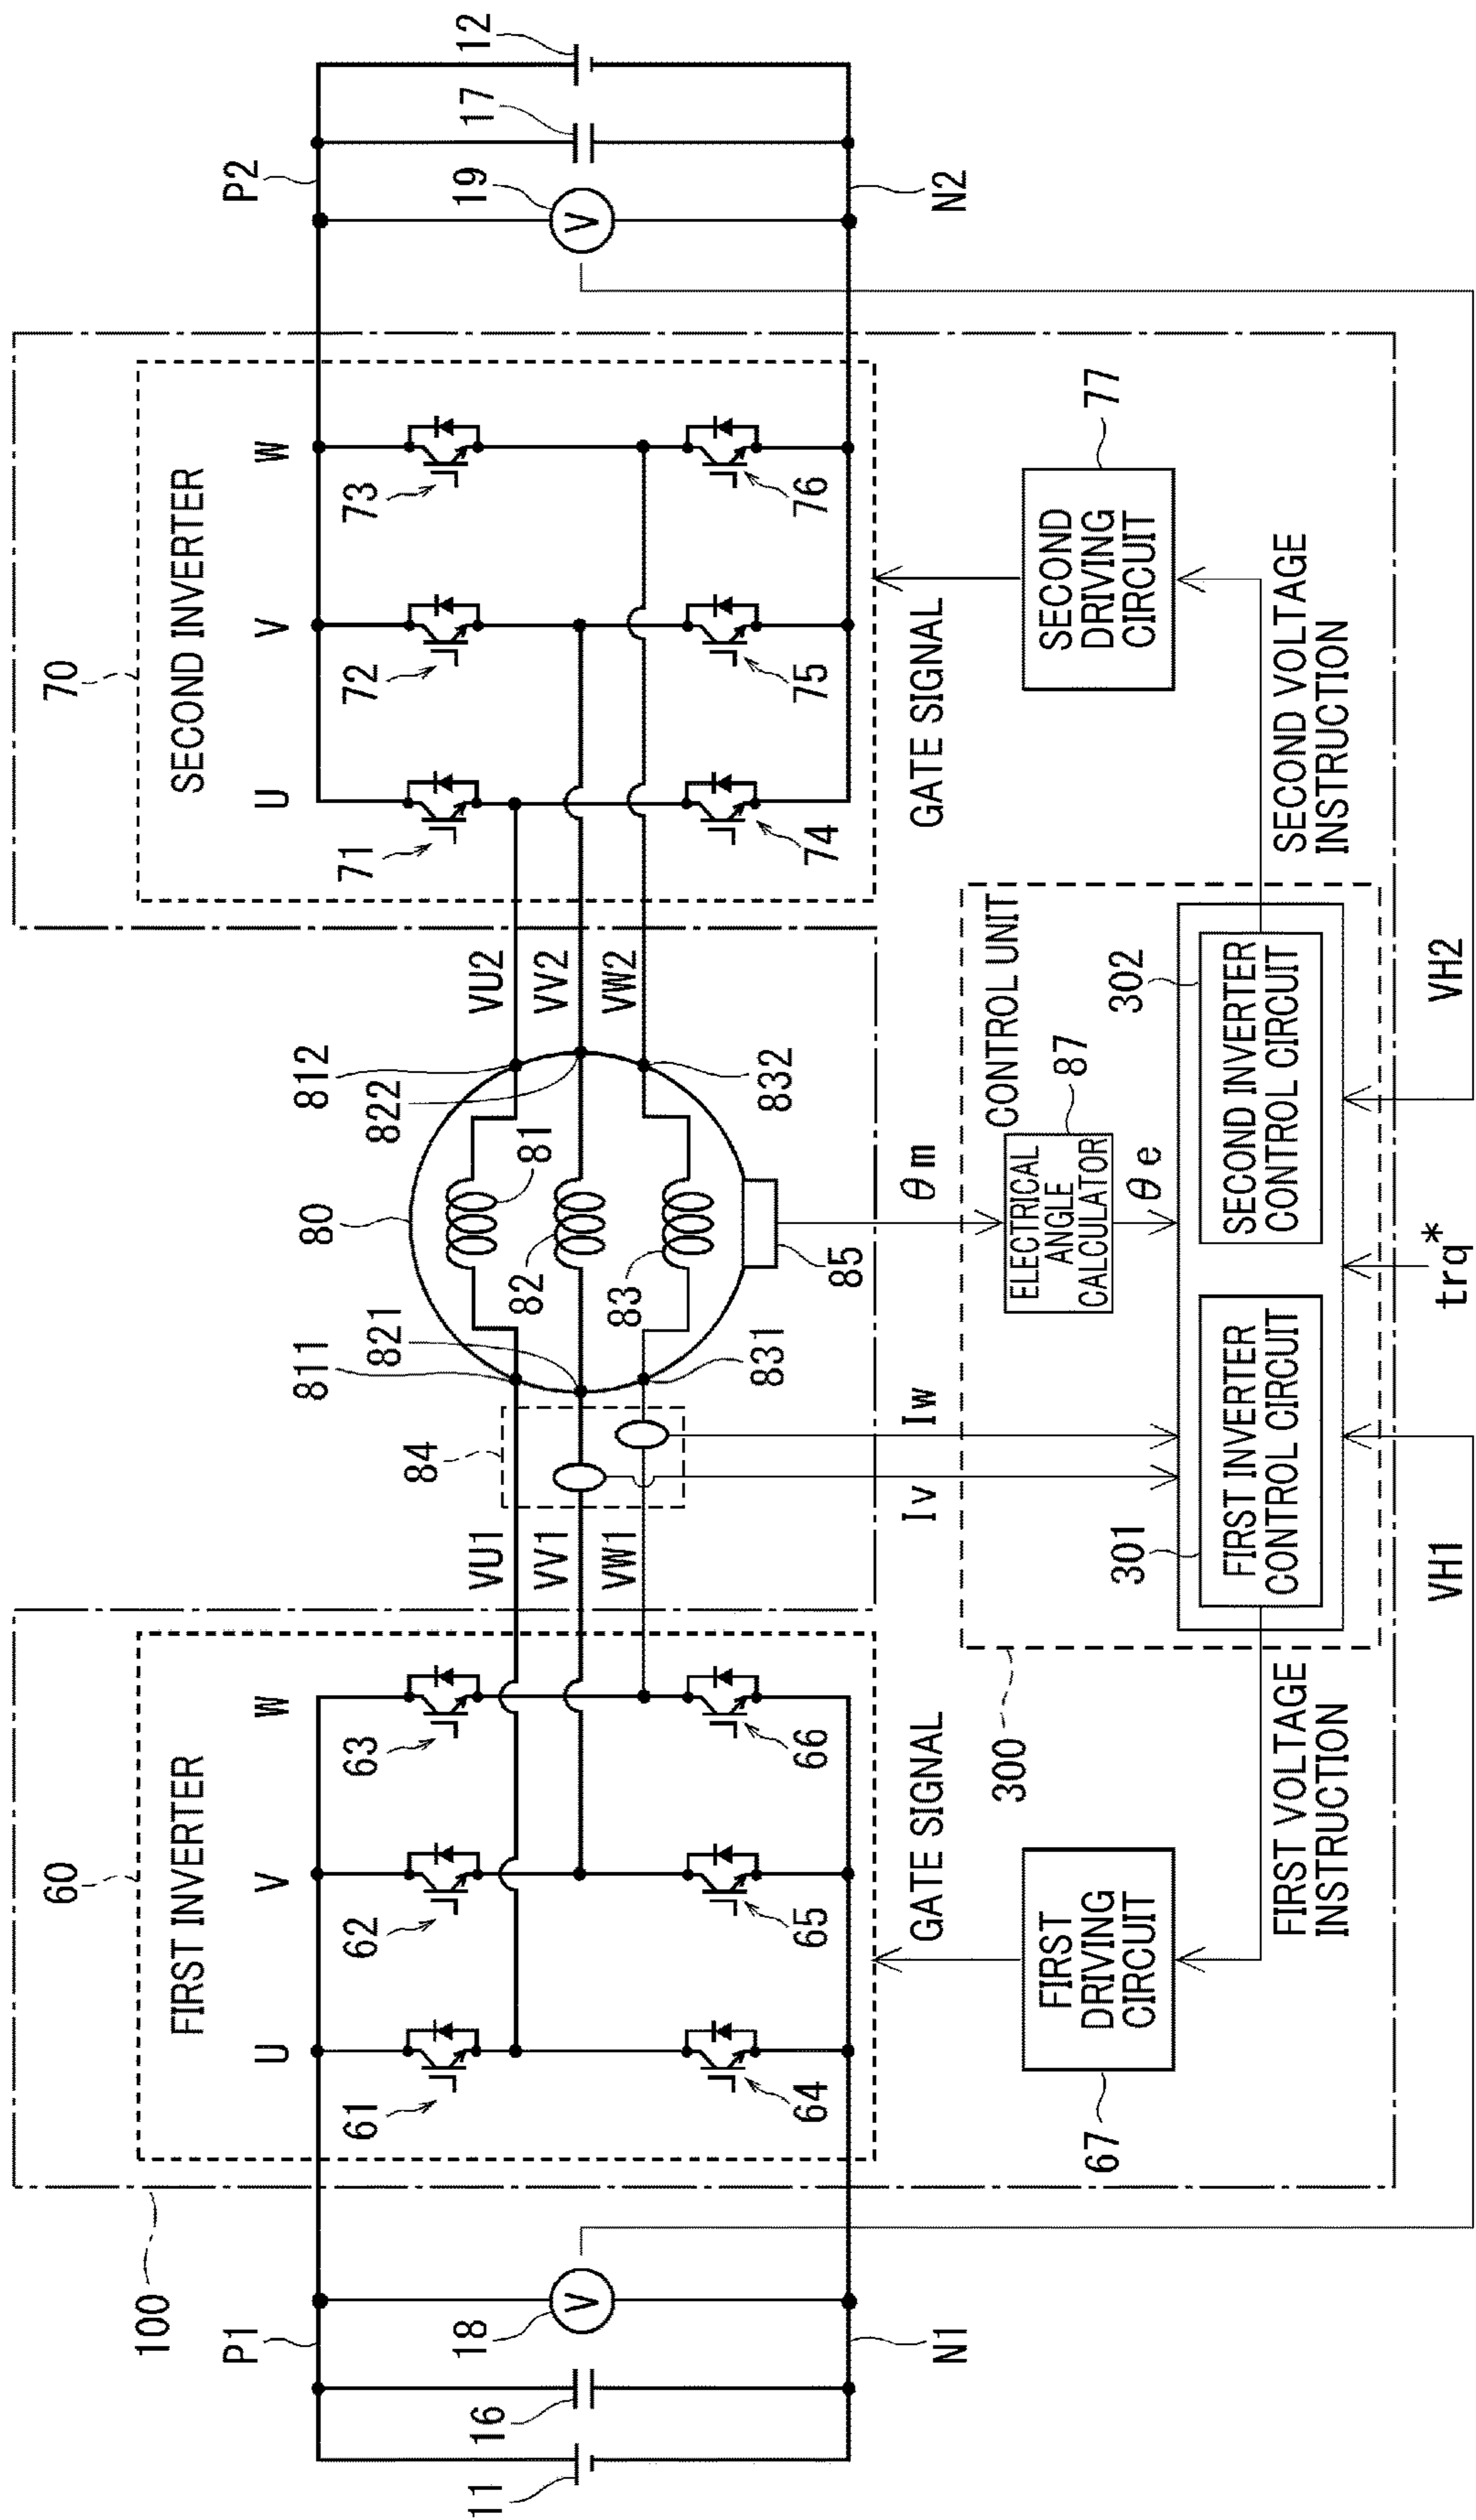 100
60
70
FIRST INVERTER
SECOND INVERTER
P1
U
V
W
U
V
W
P2
80
811
821
812
822
61
62
63
71
72
73
84
11
16
18
V
VU1
VV1
VW1
81
82
83
VU2
VV2
VW2
19
V
17
12
64
65
66
831
832
74
75
76
85
N1
N2
GATE SIGNAL
Iv
Iw
θm
GATE SIGNAL
300
CONTROL UNIT
67
FIRST
DRIVING
CIRCUIT
ELECTRICAL
ANGLE
CALCULATOR
87
SECOND
DRIVING
CIRCUIT
77
301
θe
302
FIRST INVERTER
CONTROL CIRCUIT
SECOND INVERTER
CONTROL CIRCUIT
FIRST VOLTAGE
INSTRUCTION
SECOND VOLTAGE
INSTRUCTION
VH1
trq*
VH2